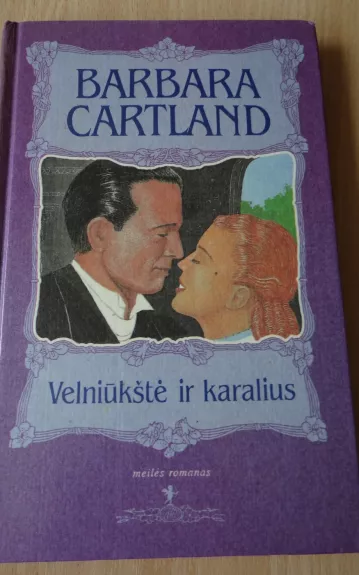 BARBARA
CARTLAND
Velniūkštė ir karalius
meilės romanas